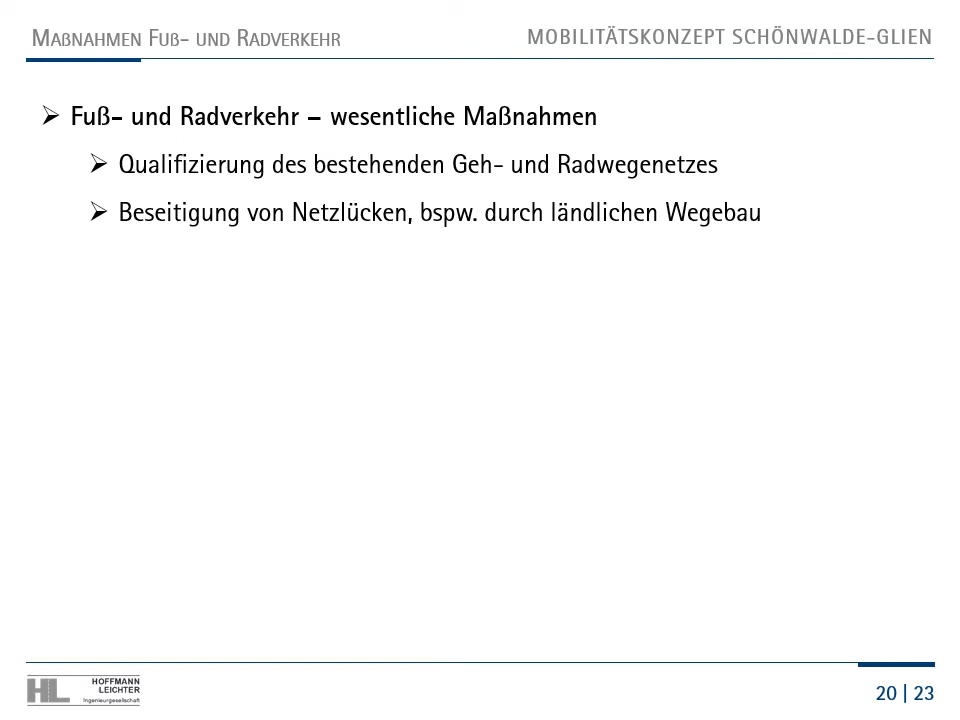 Maßnahmen Fuß- und Radverkehr
MOBILITÄTSKONZEPT SCHÖNWALDE-GLIEN
Fuß- und Radverkehr – wesentliche Maßnahmen
Qualifizierung des bestehenden Geh- und Radwegenetzes
Beseitigung von Netzlücken, bspw. durch ländlichen Wegebau
HL
HOFFMANN
LEICHTER
Ingenieurgesellschaft
20 | 23